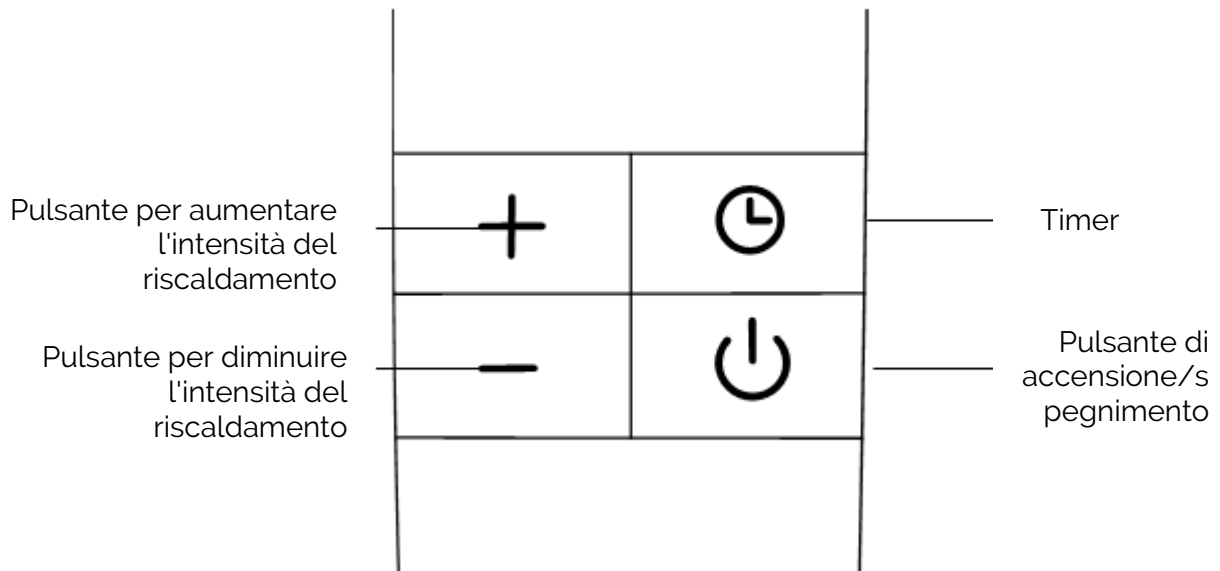 Pulsante per aumentare
l'intensità del
riscaldamento
Timer
Pulsante per diminuire
l'intensità del
riscaldamento
Pulsante di
accensione/s
pegnimento